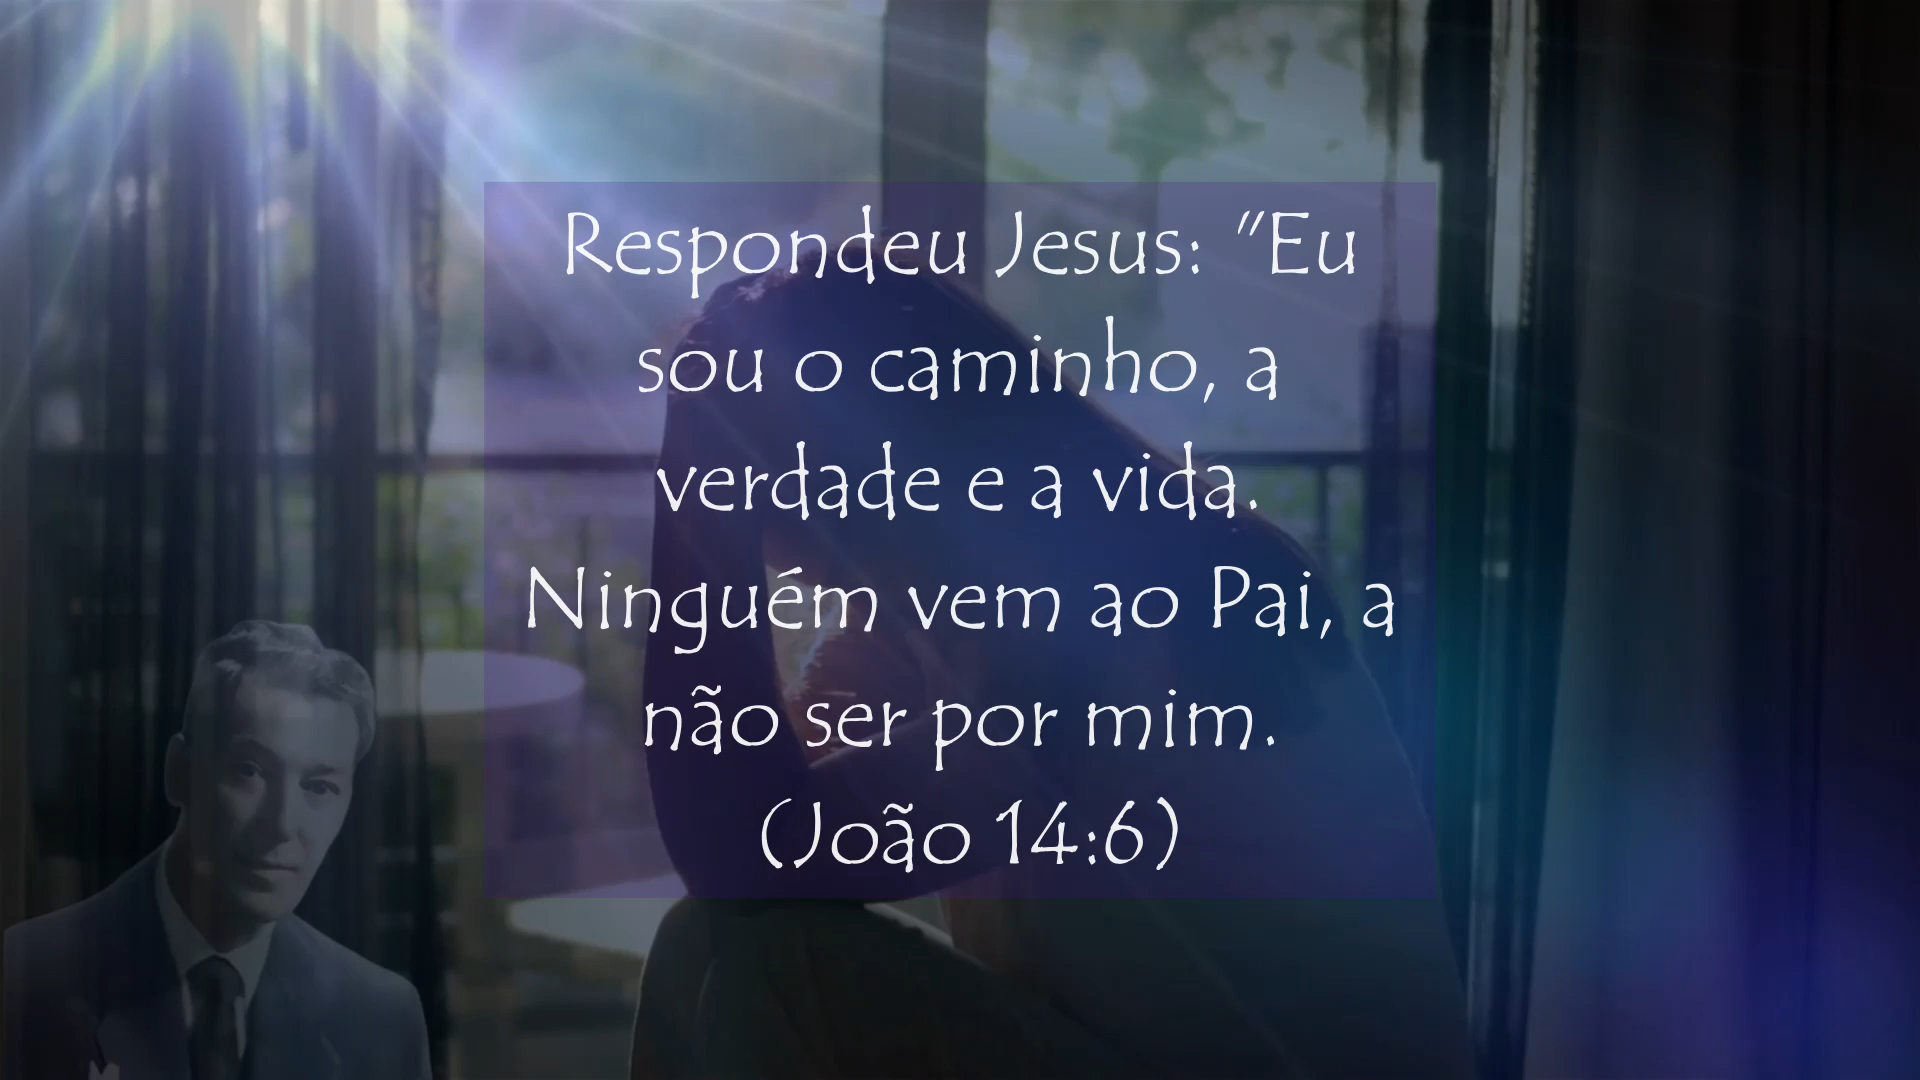 Respondeu Jesus: "Eu
sou o caminho, a
verdade e a vida.
Ninguém vem ao Pai, a
não ser por mim.
(João 14:6)